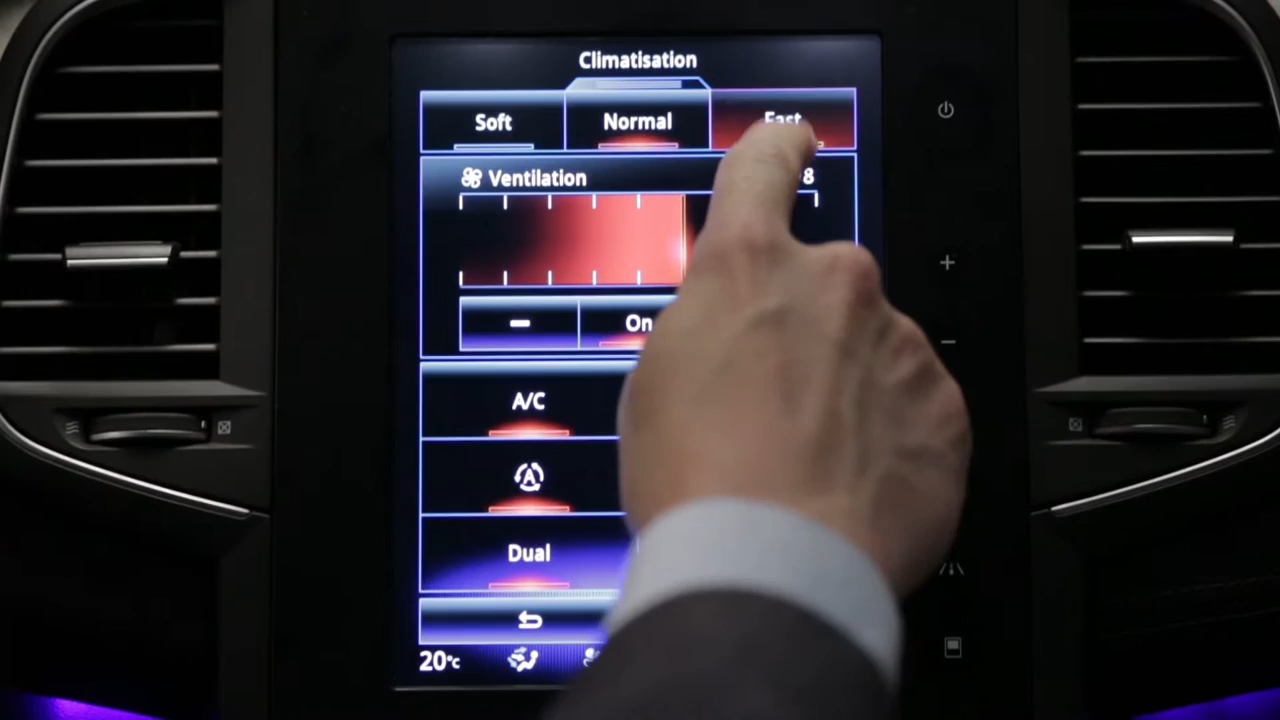 Climatisation
Soft Normal Fast
Ventilation 8
On
A/C
A
Dual
20°C